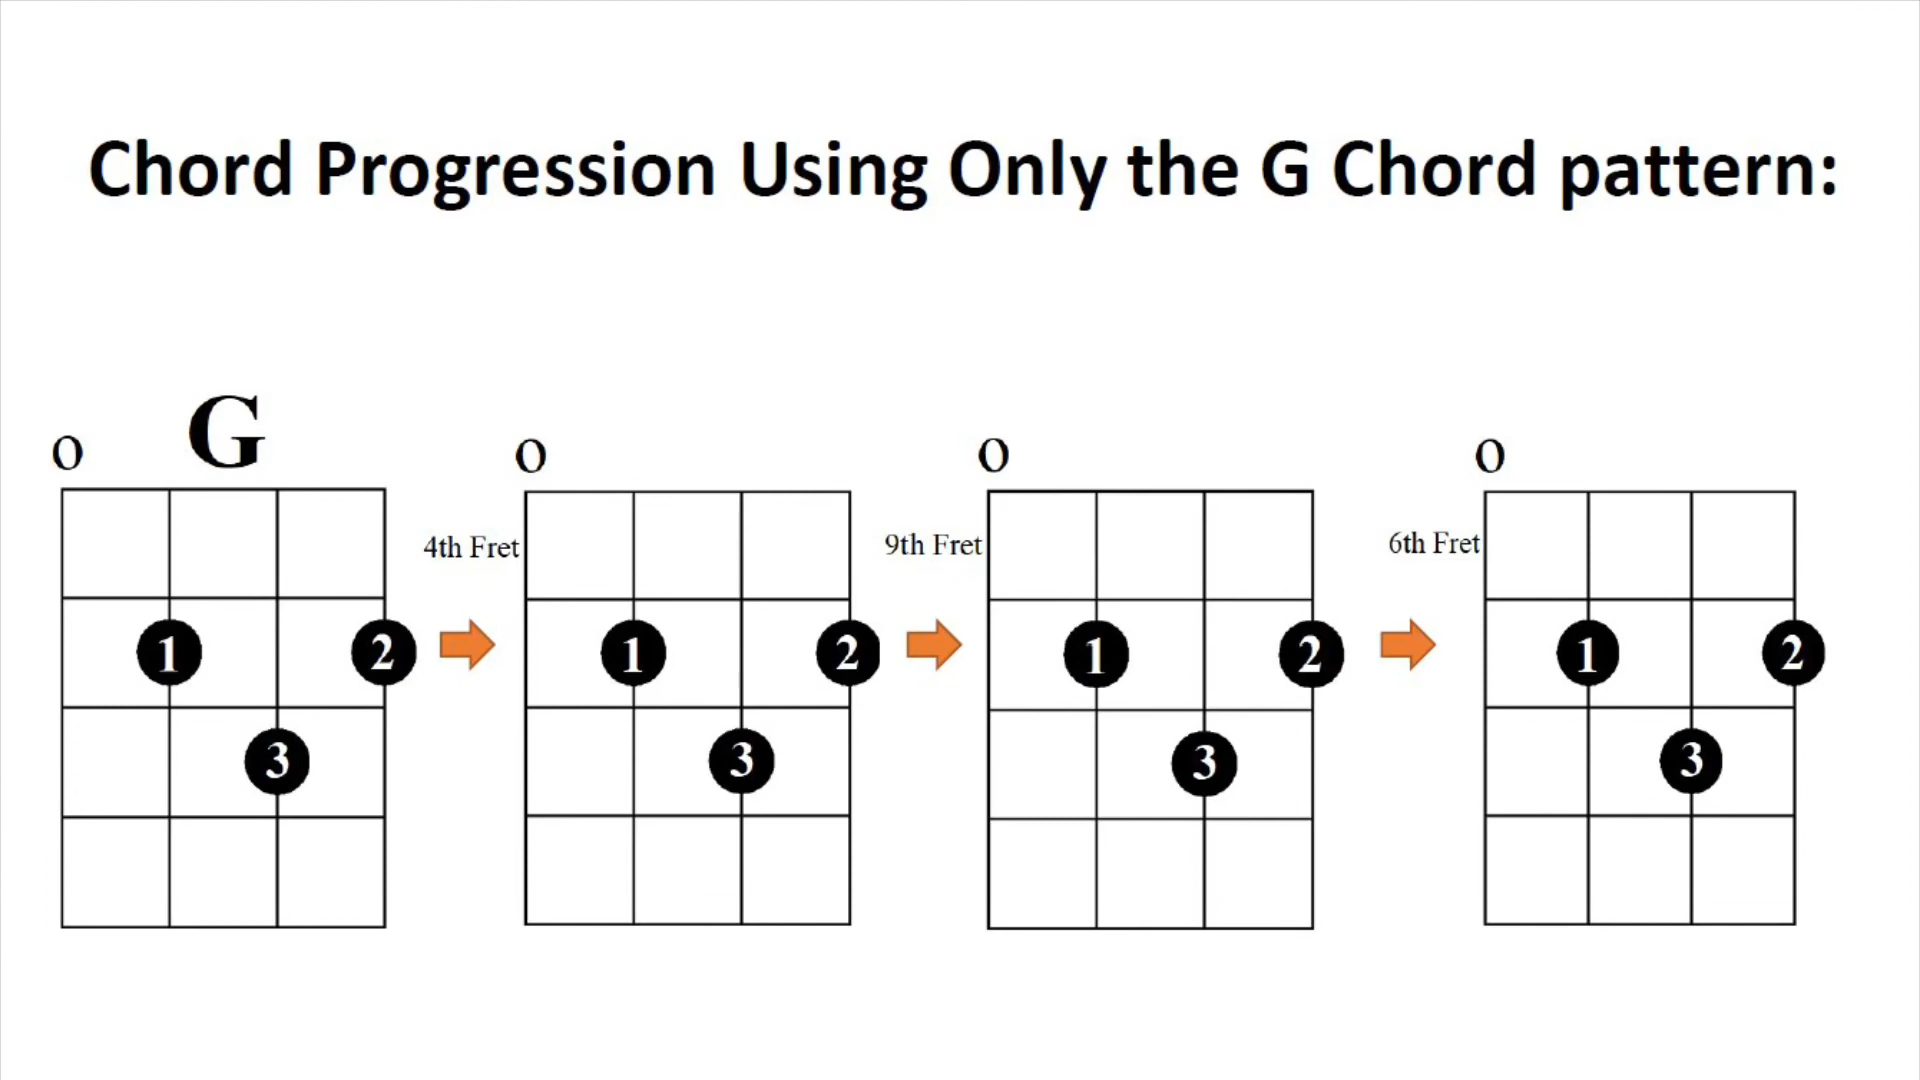 Chord Progression Using Only the G Chord pattern:
G
O O O O
4th Fret 9th Fret 6th Fret
1 2 1 2 1 2 1 2
3 3 3 3